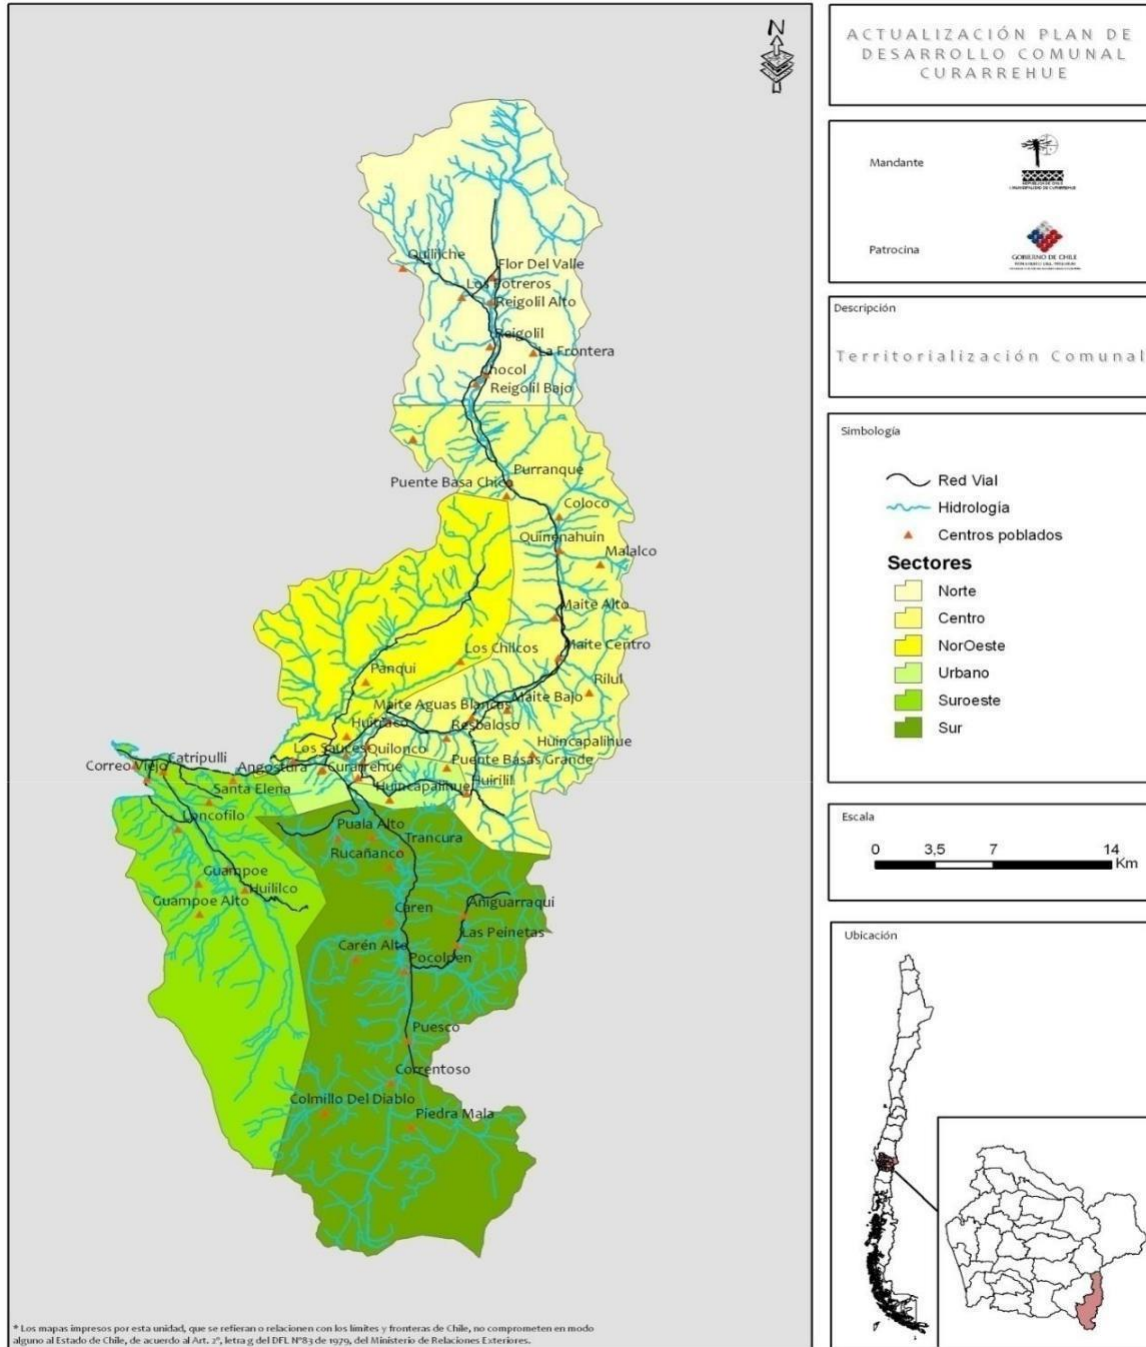 N
Quilliche
Flor Del Valle
Los Potreros
Reigolil Alto
Reigolil
La Frontera
Chocol
Reigolil Bajo
Purranque
Puente Basa Chico
Coloco
Quinenahuin
Malalco
Maite Alto
Maite Centro
Los Chilcos
Panqui
Rilul
Maite Bajo
Maite Aguas Blancas
Huitraco
Resbaloso
Huincapalihue
Los Sauces
Quilonco
Puente Basas Grande
Catripulli
Correo Viejo
Angostura
Curarrehue
Huirilil
Santa Elena
Huincapalihue
Loncofilo
Puala Alto
Trancura
Rucañanco
Guampoe
Huililco
Guampoe Alto
Caren
Añiguarraqui
Las Peinetas
Carén Alto
Pocolpen
Puesco
Correntoso
Colmillo Del Diablo
Piedra Mala
* Los mapas impresos por esta unidad, que se refieran o relacionen con los límites y fronteras de Chile, no comprometen en modo
alguno al Estado de Chile, de acuerdo al Art. 2º, letra g del DFL Nº83 de 1979, del Ministerio de Relaciones Exteriores.
ACTUALIZACIÓN PLAN DE
DESARROLLO COMUNAL
CURARREHUE
Mandante
Patrocina
GOBIERNO DE CHILE
Descripción
Territorialización Comunal
Simbología
Red Vial
Hidrología
Centros poblados
Sectores
Norte
Centro
NorOeste
Urbano
Suroeste
Sur
Escala
0 3,5 7 14
Km
Ubicación